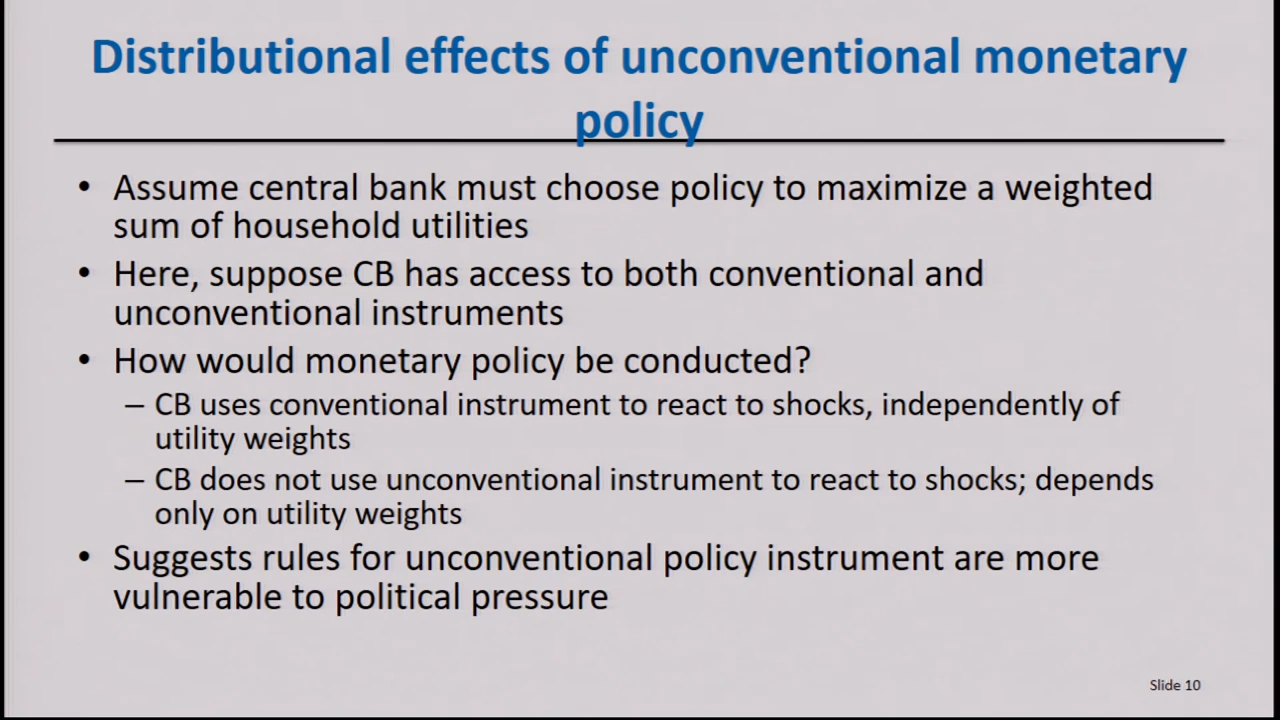 Distributional effects of unconventional monetary
policy
• Assume central bank must choose policy to maximize a weighted
sum of household utilities
• Here, suppose CB has access to both conventional and
unconventional instruments
• How would monetary policy be conducted?
– CB uses conventional instrument to react to shocks, independently of
utility weights
– CB does not use unconventional instrument to react to shocks; depends
only on utility weights
• Suggests rules for unconventional policy instrument are more
vulnerable to political pressure
Slide 10